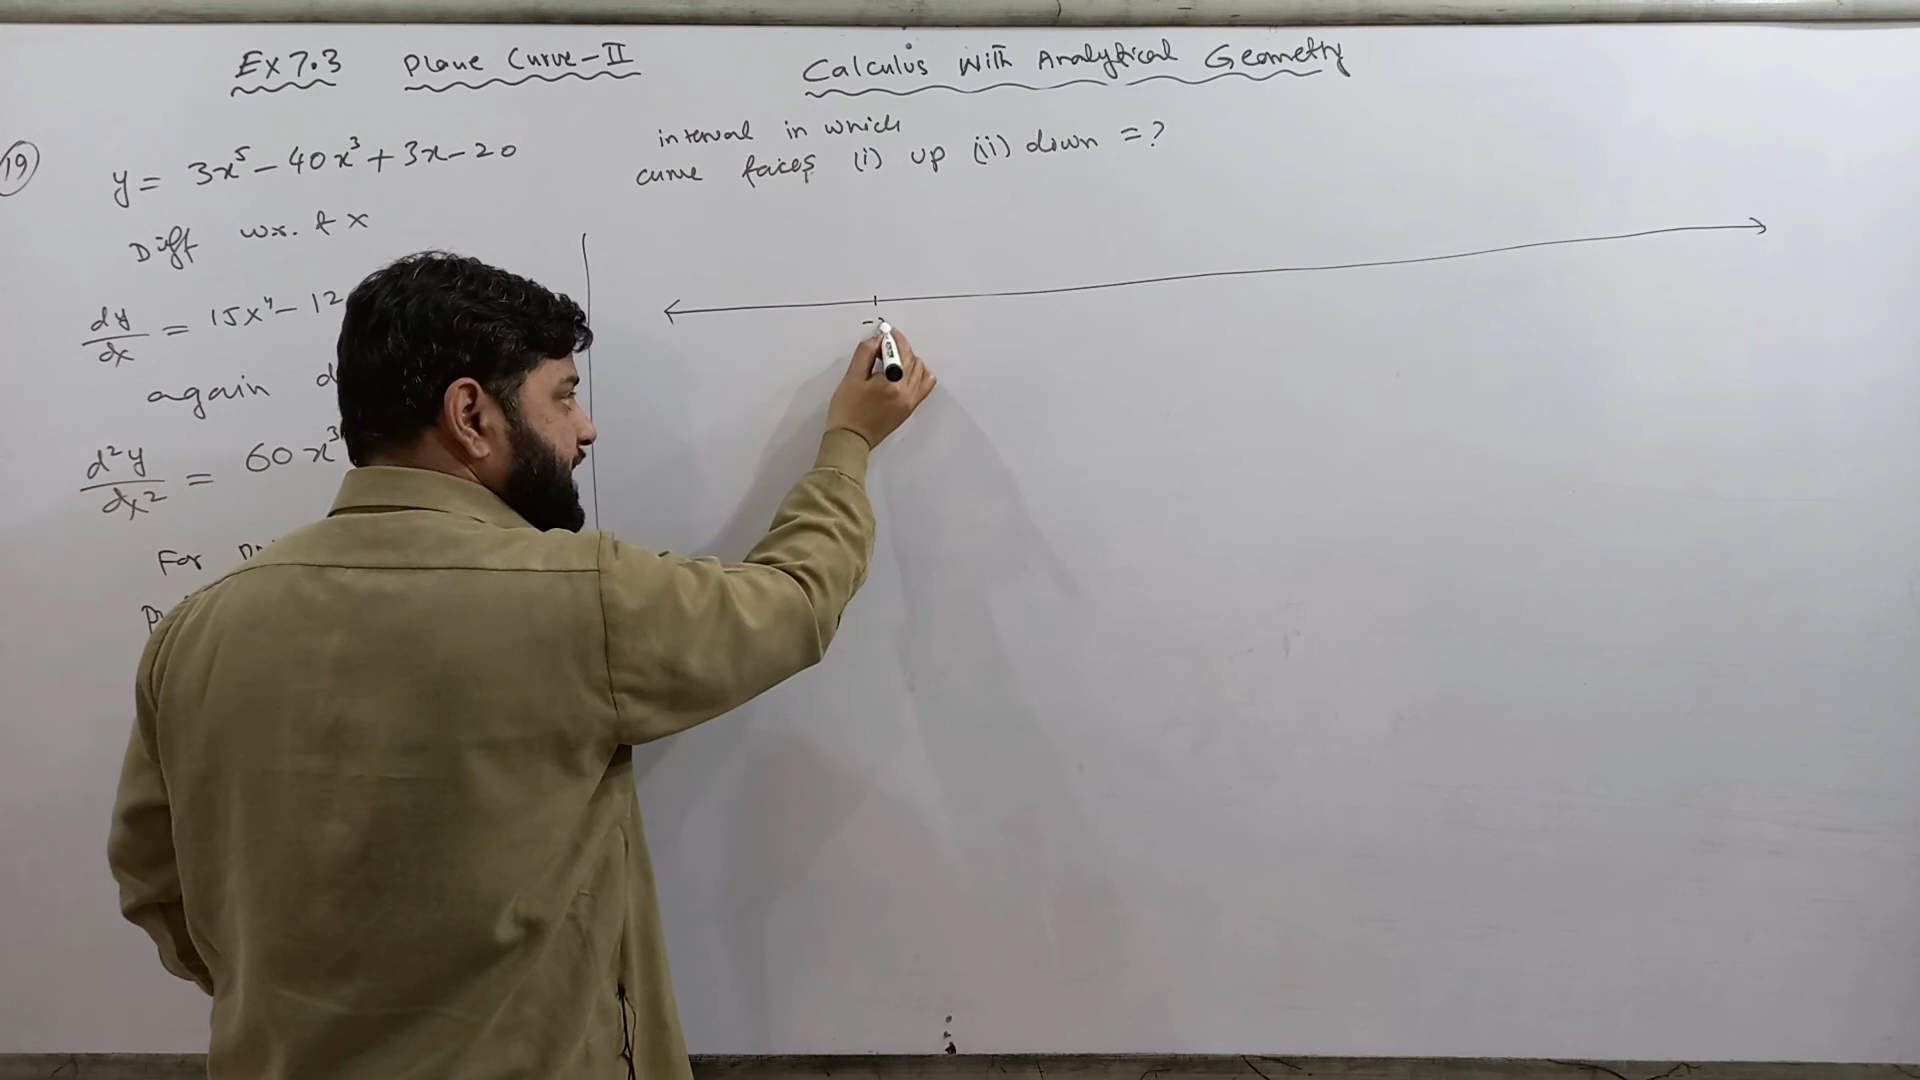 Ex 7.3 Plane Curve-II Calculus With Analytical Geometry
19 y = 3x⁵ - 40x³ + 3x - 20
interval in which
curve faces (i) up (ii) down = ?
Diff w.r.t x
dy/dx = 15x⁴ - 12
again d
d²y/dx² = 60x³
For